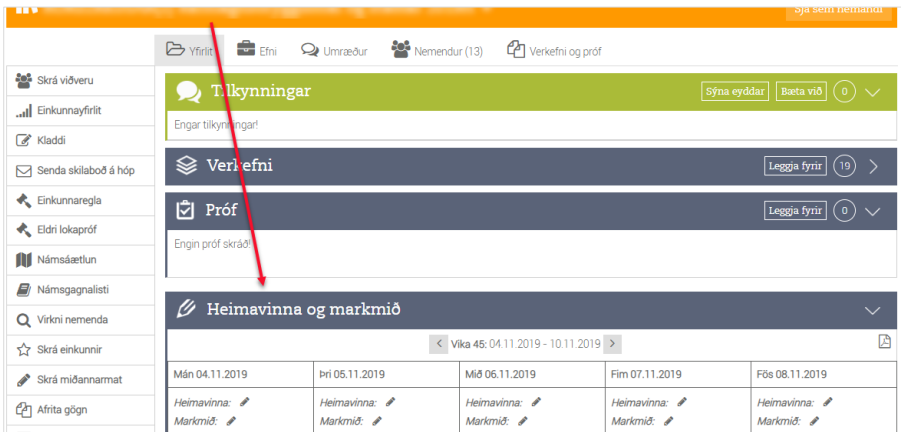 Sjá sem nemandi
Yfirlit Efni Umræður Nemendur (13) Verkefni og próf
Skrá viðveru
Einkunnayfirlit
Kladdi
Senda skilaboð á hóp
Einkunnaregla
Eldri lokapróf
Námsáætlun
Námsgagnalisti
Virkni nemenda
Skrá einkunnir
Skrá miðannarmat
Afrita gögn
Tilkynningar Sýna eyddar Bæta við 0
Engar tilkynningar!
Verkefni Leggja fyrir 19
Próf Leggja fyrir 0
Engin próf skráð!
Heimavinna og markmið
Vika 45: 04.11.2019 - 10.11.2019
Mán 04.11.2019 Þri 05.11.2019 Mið 06.11.2019 Fim 07.11.2019 Fös 08.11.2019
Heimavinna: Heimavinna: Heimavinna: Heimavinna: Heimavinna:
Markmið: Markmið: Markmið: Markmið: Markmið: